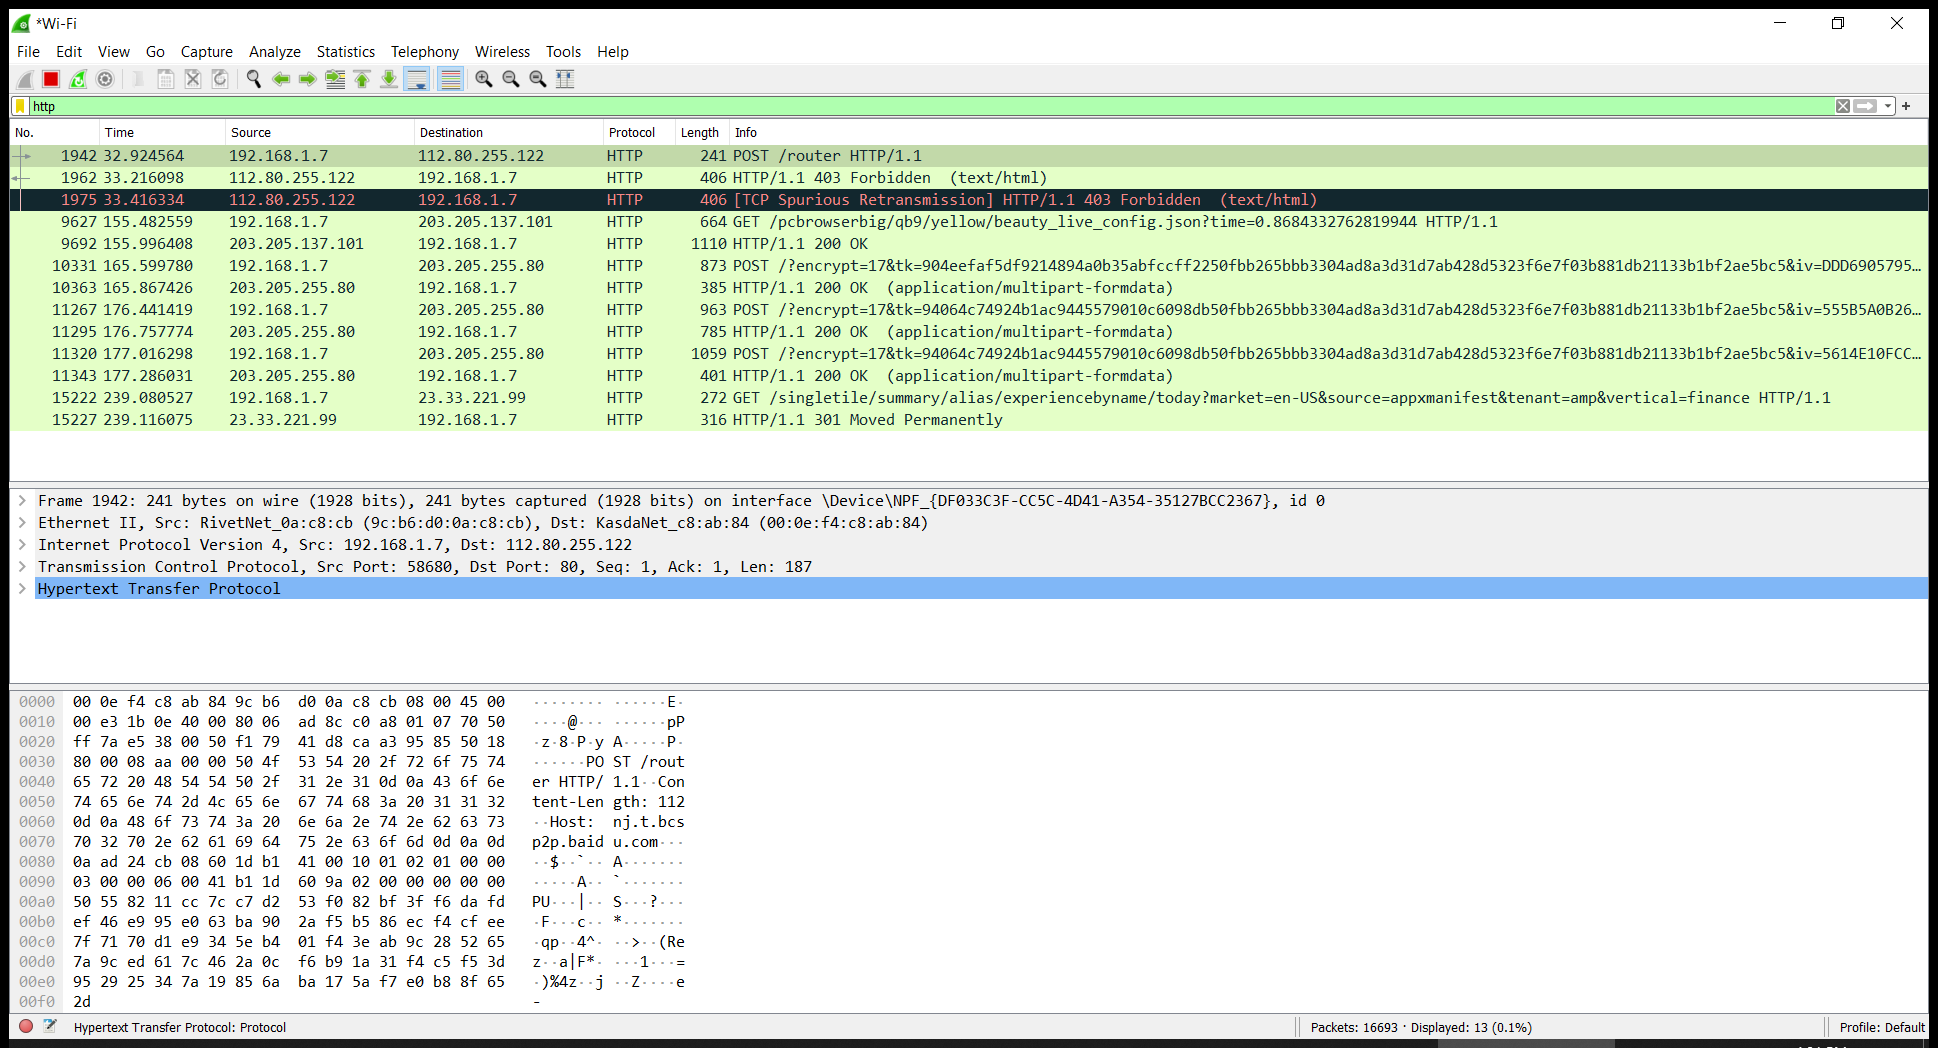 *Wi-Fi
File Edit View Go Capture Analyze Statistics Telephony Wireless Tools Help
http
No. Time Source Destination Protocol Length Info
1942 32.924564 192.168.1.7 112.80.255.122 HTTP 241 POST /router HTTP/1.1
1962 33.216098 112.80.255.122 192.168.1.7 HTTP 406 HTTP/1.1 403 Forbidden (text/html)
1975 33.416334 112.80.255.122 192.168.1.7 HTTP 406 [TCP Spurious Retransmission] HTTP/1.1 403 Forbidden (text/html)
9627 155.482559 192.168.1.7 203.205.137.101 HTTP 664 GET /pcbrowserbig/qb9/yellow/beauty_live_config.json?time=0.8684332762819944 HTTP/1.1
9692 155.996408 203.205.137.101 192.168.1.7 HTTP 1110 HTTP/1.1 200 OK
10331 165.599780 192.168.1.7 203.205.255.80 HTTP 873 POST /?encrypt=17&tk=904eefaf5df9214894a0b35abfccff2250fbb265bbb3304ad8a3d31d7ab428d5323f6e7f03b881db21133b1bf2ae5bc5&iv=DDD6905795…
10363 165.867426 203.205.255.80 192.168.1.7 HTTP 385 HTTP/1.1 200 OK (application/multipart-formdata)
11267 176.441419 192.168.1.7 203.205.255.80 HTTP 963 POST /?encrypt=17&tk=94064c74924b1ac9445579010c6098db50fbb265bbb3304ad8a3d31d7ab428d5323f6e7f03b881db21133b1bf2ae5bc5&iv=555B5A0B26…
11295 176.757774 203.205.255.80 192.168.1.7 HTTP 785 HTTP/1.1 200 OK (application/multipart-formdata)
11320 177.016298 192.168.1.7 203.205.255.80 HTTP 1059 POST /?encrypt=17&tk=94064c74924b1ac9445579010c6098db50fbb265bbb3304ad8a3d31d7ab428d5323f6e7f03b881db21133b1bf2ae5bc5&iv=5614E10FCC…
11343 177.286031 203.205.255.80 192.168.1.7 HTTP 401 HTTP/1.1 200 OK (application/multipart-formdata)
15222 239.080527 192.168.1.7 23.33.221.99 HTTP 272 GET /singletile/summary/alias/experiencebyname/today?market=en-US&source=appxmanifest&tenant=amp&vertical=finance HTTP/1.1
15227 239.116075 23.33.221.99 192.168.1.7 HTTP 316 HTTP/1.1 301 Moved Permanently
Frame 1942: 241 bytes on wire (1928 bits), 241 bytes captured (1928 bits) on interface \Device\NPF_{DF033C3F-CC5C-4D41-A354-35127BCC2367}, id 0
Ethernet II, Src: RivetNet_0a:c8:cb (9c:b6:d0:0a:c8:cb), Dst: KasdaNet_c8:ab:84 (00:0e:f4:c8:ab:84)
Internet Protocol Version 4, Src: 192.168.1.7, Dst: 112.80.255.122
Transmission Control Protocol, Src Port: 58680, Dst Port: 80, Seq: 1, Ack: 1, Len: 187
Hypertext Transfer Protocol
0000 00 0e f4 c8 ab 84 9c b6 d0 0a c8 cb 08 00 45 00 ········ ······E·
0010 00 e3 1b 0e 40 00 80 06 ad 8c c0 a8 01 07 70 50 ····@··· ······pP
0020 ff 7a e5 38 00 50 f1 79 41 d8 ca a3 95 85 50 18 ·z·8·P·y A·····P·
0030 80 00 08 aa 00 00 50 4f 53 54 20 2f 72 6f 75 74 ······PO ST /rout
0040 65 72 20 48 54 54 50 2f 31 2e 31 0d 0a 43 6f 6e er HTTP/ 1.1··Con
0050 74 65 6e 74 2d 4c 65 6e 67 74 68 3a 20 31 31 32 tent-Len gth: 112
0060 0d 0a 48 6f 73 74 3a 20 6e 6a 2e 74 2e 62 63 73 ··Host: nj.t.bcs
0070 70 32 70 2e 62 61 69 64 75 2e 63 6f 6d 0d 0a 0d p2p.baid u.com···
0080 0a ad 24 cb 08 60 1d b1 41 00 10 01 02 01 00 00 ··$··`·· A·······
0090 03 00 00 06 00 41 b1 1d 60 9a 02 00 00 00 00 00 ·····A·· `·······
00a0 50 55 82 11 cc 7c c7 d2 53 f0 82 bf 3f f6 da fd PU···|·· S···?···
00b0 ef 46 e9 95 e0 63 ba 90 2a f5 b5 86 ec f4 cf ee ·F···c·· *·······
00c0 7f 71 70 d1 e9 34 5e b4 01 f4 3e ab 9c 28 52 65 ·qp··4^· ··>··(Re
00d0 7a 9c ed 61 7c 46 2a 0c f6 b9 1a 31 f4 c5 f5 3d z··a|F*· ···1···=
00e0 95 29 25 34 7a 19 85 6a ba 17 5a f7 e0 b8 8f 65 ·)%4z··j ··Z····e
00f0 2d -
Hypertext Transfer Protocol: Protocol Packets: 16693 · Displayed: 13 (0.1%) Profile: Default